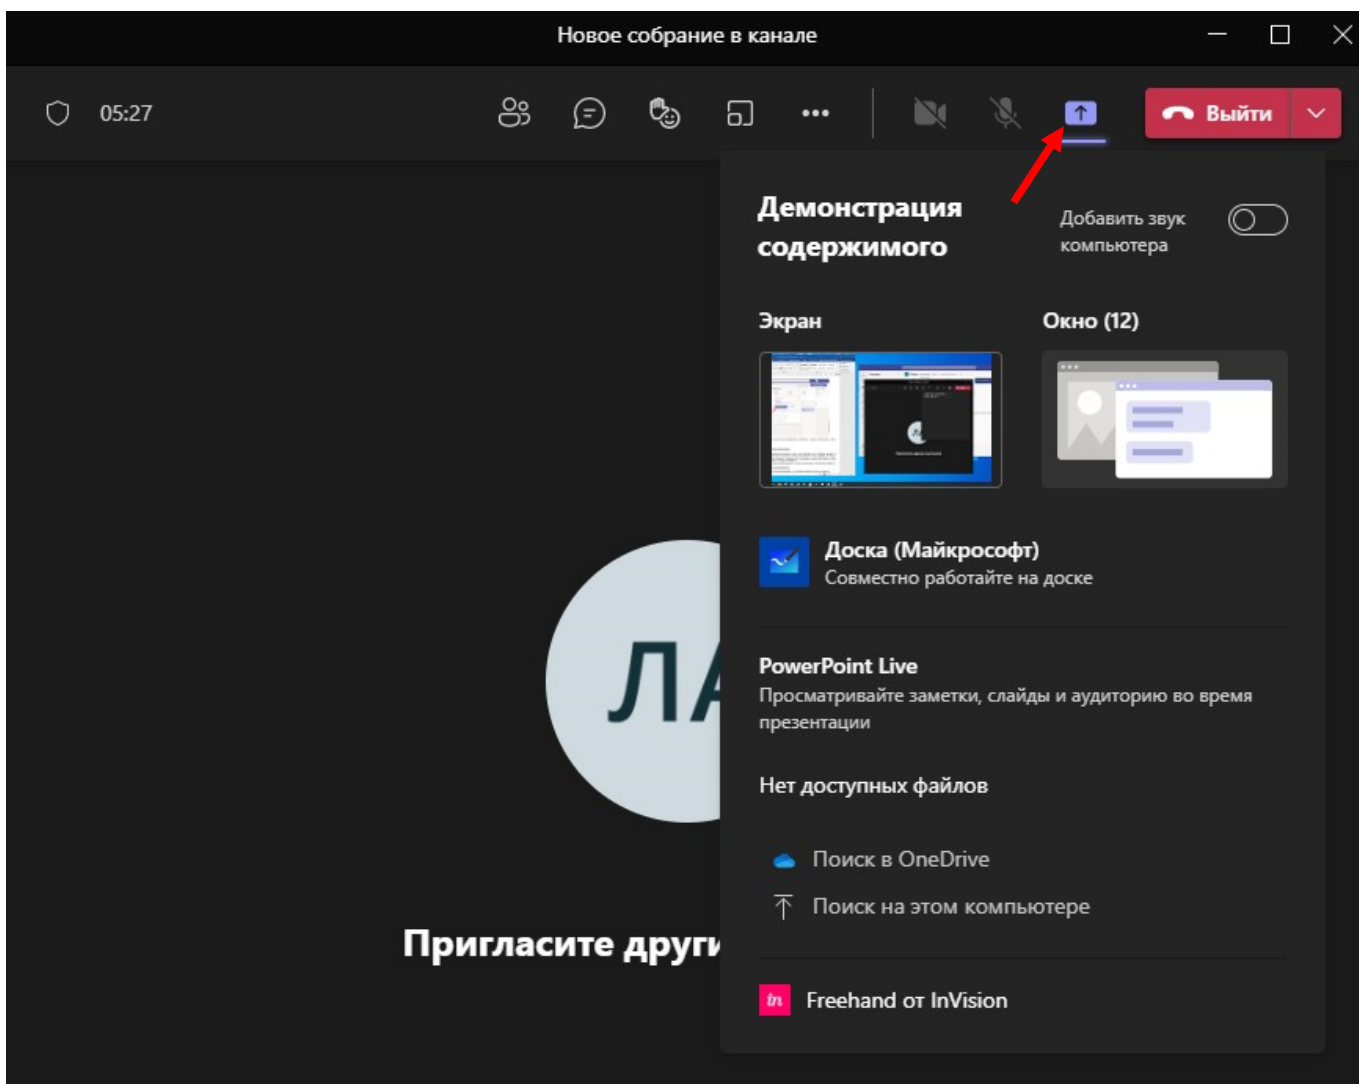 Новое собрание в канале
05:27
Выйти
Демонстрация
содержимого
Добавить звук
компьютера
Экран
Окно (12)
Доска (Майкрософт)
Совместно работайте на доске
ЛА
PowerPoint Live
Просматривайте заметки, слайды и аудиторию во время
презентации
Нет доступных файлов
Поиск в OneDrive
Поиск на этом компьютере
Пригласите други
in
Freehand от InVision